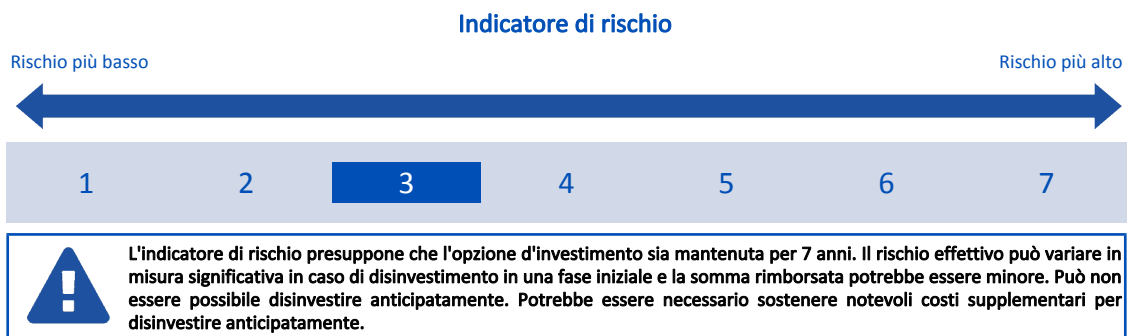 Indicatore di rischio
Rischio più basso
Rischio più alto
1 2 3 4 5 6 7
L'indicatore di rischio presuppone che l'opzione d'investimento sia mantenuta per 7 anni. Il rischio effettivo può variare in
misura significativa in caso di disinvestimento in una fase iniziale e la somma rimborsata potrebbe essere minore. Può non
essere possibile disinvestire anticipatamente. Potrebbe essere necessario sostenere notevoli costi supplementari per
disinvestire anticipatamente.